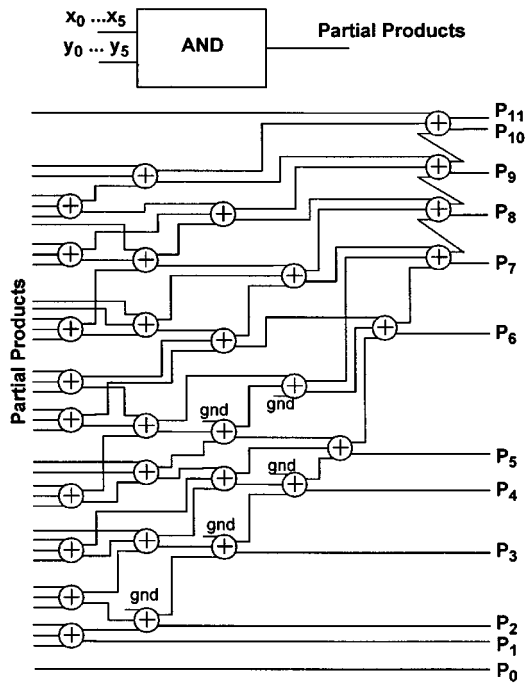 x0 ...x5
y0 ... y5
AND
Partial Products
P11
P10
P9
P8
P7
P6
gnd
gnd
gnd
P5
P4
gnd
P3
gnd
P2
P1
P0
Partial Products